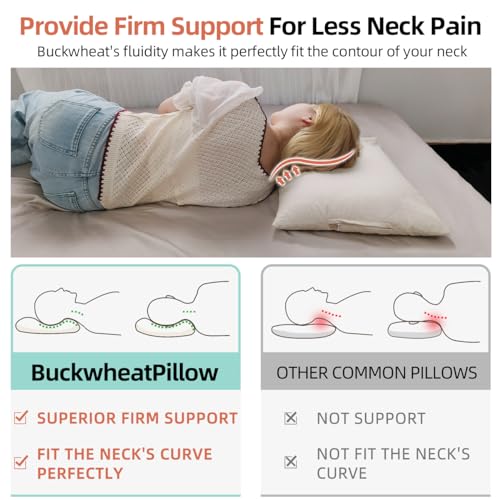 Provide Firm Support For Less Neck Pain
Buckwheat's fluidity makes it perfectly fit the contour of your neck
BuckwheatPillow
SUPERIOR FIRM SUPPORT
FIT THE NECK'S CURVE
PERFECTLY
OTHER COMMON PILLOWS
NOT SUPPORT
NOT FIT THE NECK'S
CURVE